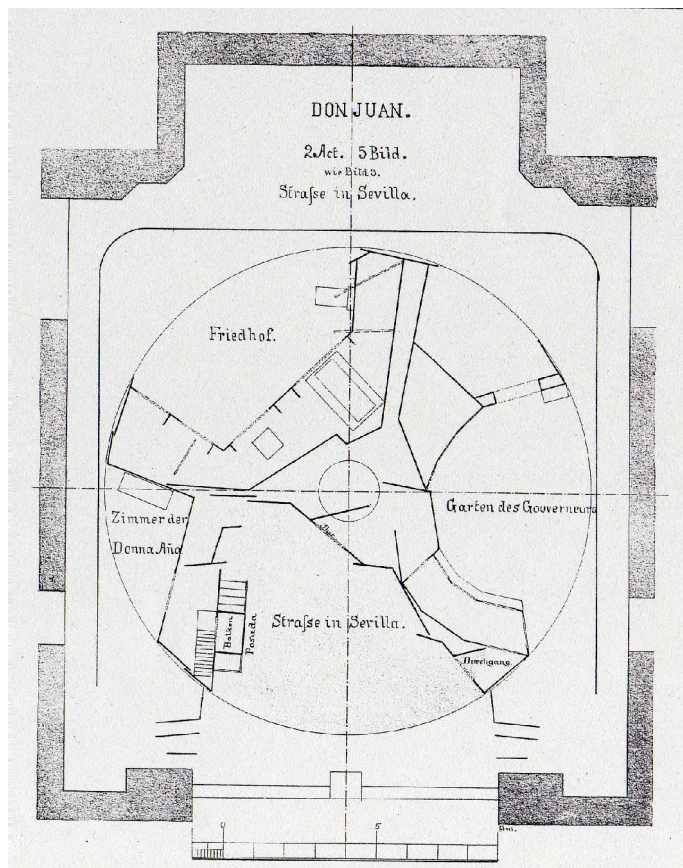 DON JUAN.
2 Act. 5 Bild.
wie Bild 3.
Straſse in Sevilla.
Friedhof.
Garten des Gouverneurs
Zimmer der
Donna Aña
Straſse in Sevilla.
Balkon
Posieda
Durchgang.
0 5